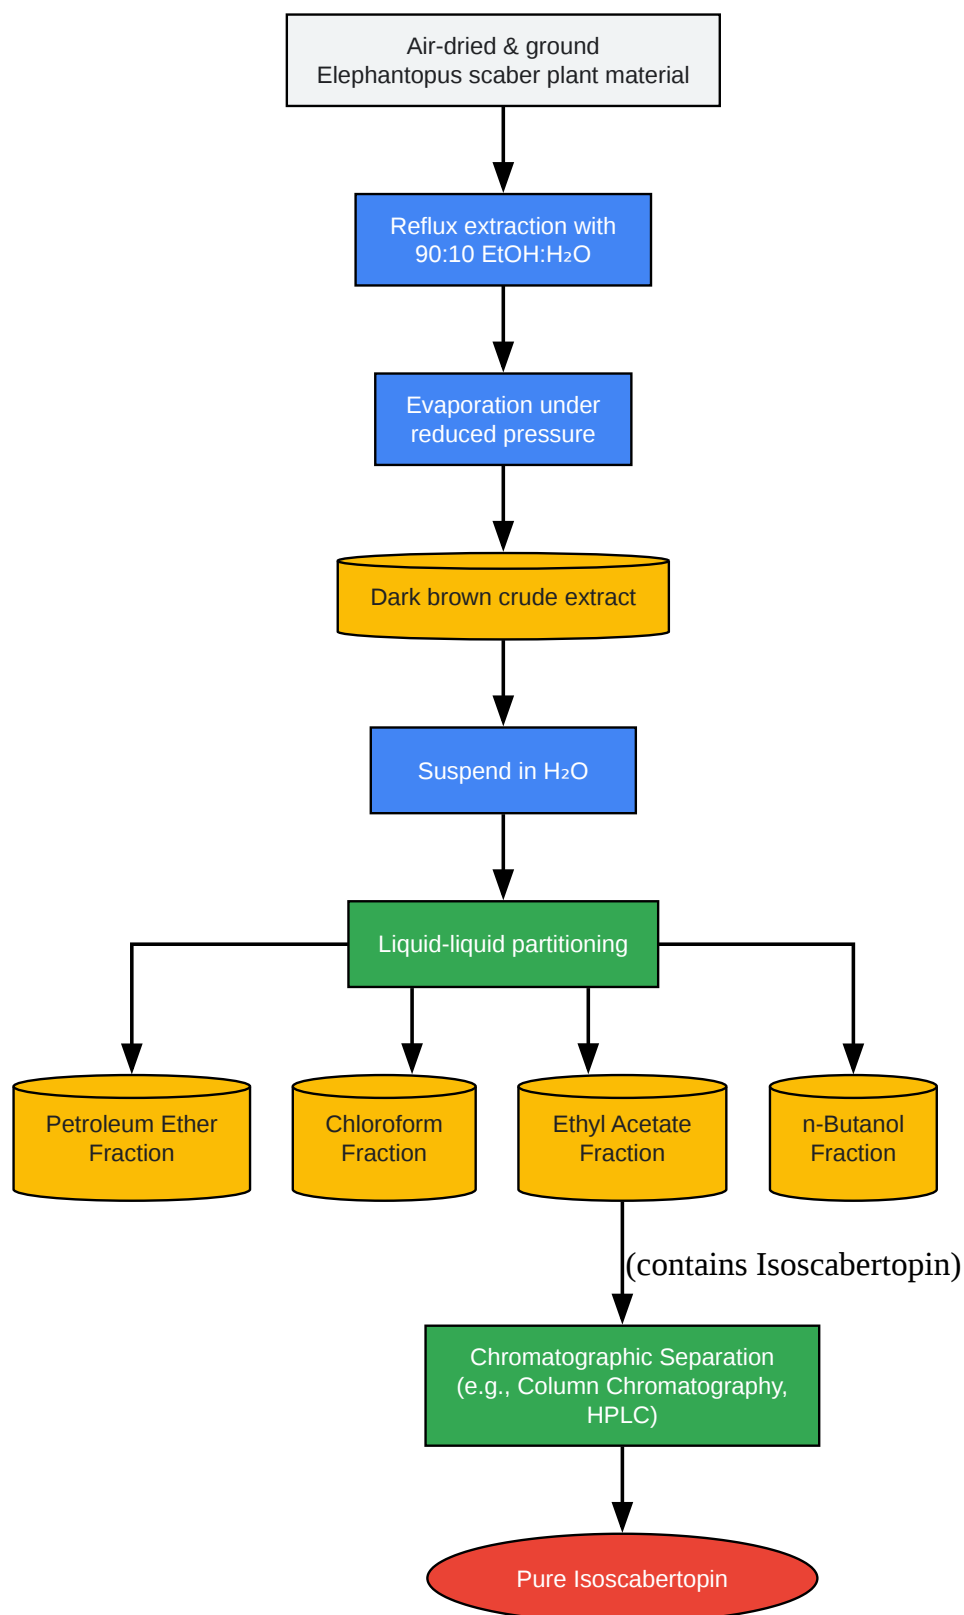 Air-dried & ground
Elephantopus scaber plant material
Reflux extraction with
90:10 EtOH:H₂O
Evaporation under
reduced pressure
Dark brown crude extract
Suspend in H₂O
Liquid-liquid partitioning
Petroleum Ether
Fraction
Chloroform
Fraction
Ethyl Acetate
Fraction
n-Butanol
Fraction
(contains Isoscabertopin)
Chromatographic Separation
(e.g., Column Chromatography,
HPLC)
Pure Isoscabertopin